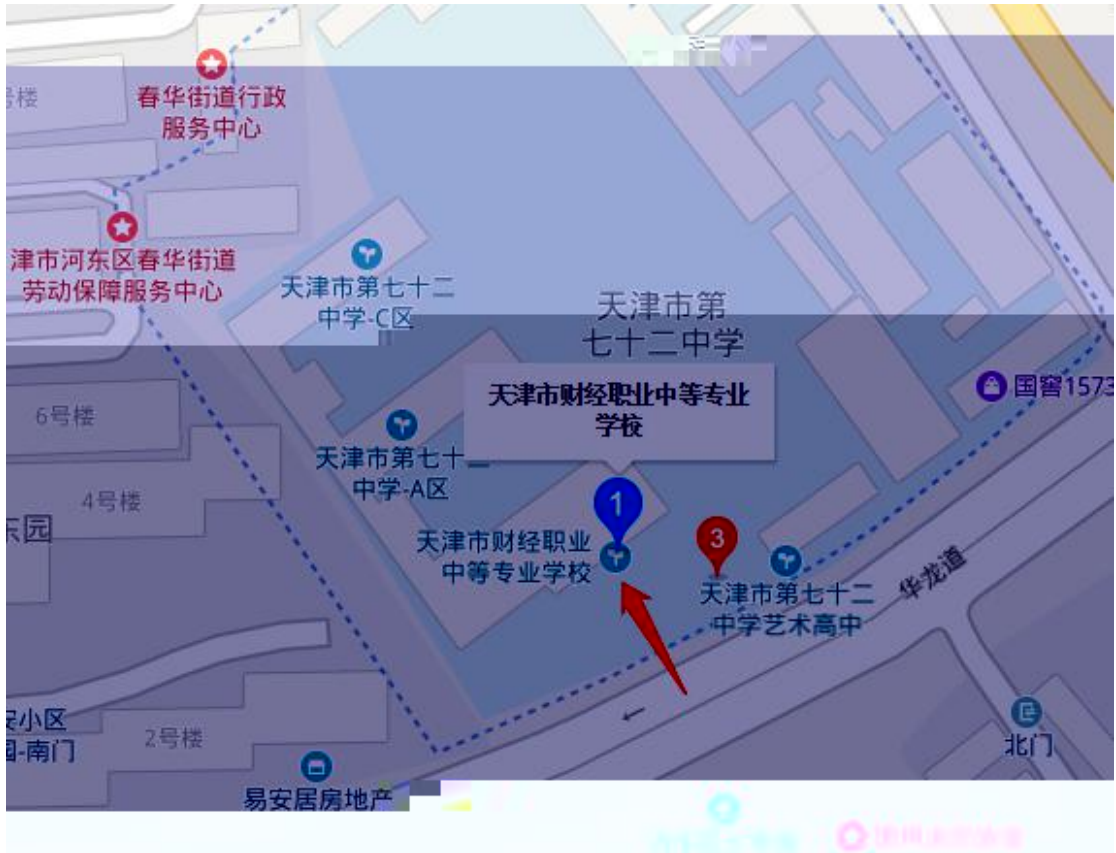 号楼
春华街道行政
服务中心
津市河东区春华街道
劳动保障服务中心
天津市第七十二
中学-C区
天津市第
七十二中学
天津市财经职业中等专业
学校
国窖1573
6号楼
天津市第七十二
中学-A区
4号楼
东园
1
天津市财经职业
中等专业学校
3
天津市第七十二
中学艺术高中
华龙道
安小区
园-南门
2号楼
北门
易安居房地产